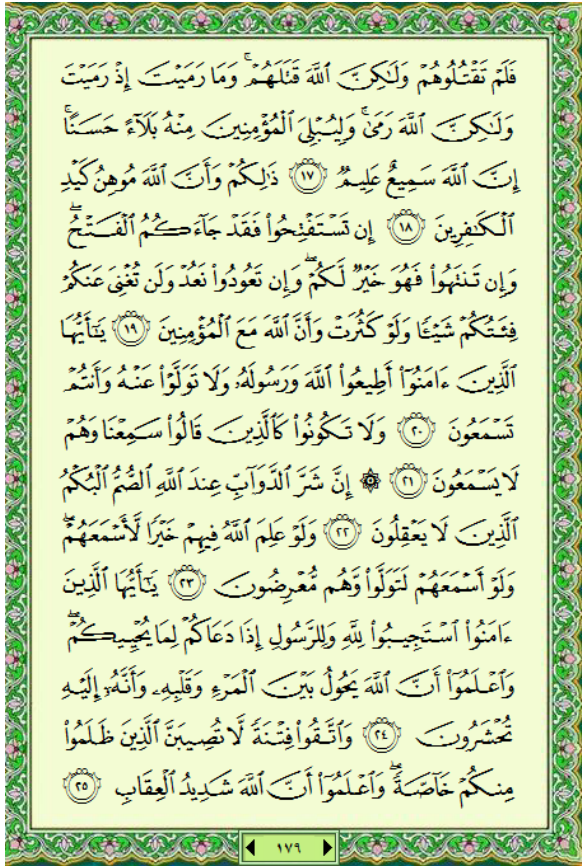 فَلَمْ تَقْتُلُوهُمْ وَلَٰكِنَّ ٱللَّهَ قَتَلَهُمْ ۚ وَمَا رَمَيْتَ إِذْ رَمَيْتَ
وَلَٰكِنَّ ٱللَّهَ رَمَىٰ ۚ وَلِيُبْلِىَ ٱلْمُؤْمِنِينَ مِنْهُ بَلَآءً حَسَنًا ۚ
إِنَّ ٱللَّهَ سَمِيعٌ عَلِيمٌ ﴿١٧﴾ ذَٰلِكُمْ وَأَنَّ ٱللَّهَ مُوهِنُ كَيْدِ
ٱلْكَٰفِرِينَ ﴿١٨﴾ إِن تَسْتَفْتِحُوا۟ فَقَدْ جَآءَكُمُ ٱلْفَتْحُ ۖ
وَإِن تَنتَهُوا۟ فَهُوَ خَيْرٌ لَّكُمْ ۖ وَإِن تَعُودُوا۟ نَعُدْ وَلَن تُغْنِىَ عَنكُمْ
فِئَتُكُمْ شَيْـًٔا وَلَوْ كَثُرَتْ وَأَنَّ ٱللَّهَ مَعَ ٱلْمُؤْمِنِينَ ﴿١٩﴾ يَٰٓأَيُّهَا
ٱلَّذِينَ ءَامَنُوٓا۟ أَطِيعُوا۟ ٱللَّهَ وَرَسُولَهُۥ وَلَا تَوَلَّوْا۟ عَنْهُ وَأَنتُمْ
تَسْمَعُونَ ﴿٢٠﴾ وَلَا تَكُونُوا۟ كَٱلَّذِينَ قَالُوا۟ سَمِعْنَا وَهُمْ
لَا يَسْمَعُونَ ﴿٢١﴾ ۞ إِنَّ شَرَّ ٱلدَّوَآبِّ عِندَ ٱللَّهِ ٱلصُّمُّ ٱلْبُكْمُ
ٱلَّذِينَ لَا يَعْقِلُونَ ﴿٢٢﴾ وَلَوْ عَلِمَ ٱللَّهُ فِيهِمْ خَيْرًا لَّأَسْمَعَهُمْ ۖ
وَلَوْ أَسْمَعَهُمْ لَتَوَلَّوا۟ وَّهُم مُّعْرِضُونَ ﴿٢٣﴾ يَٰٓأَيُّهَا ٱلَّذِينَ
ءَامَنُوا۟ ٱسْتَجِيبُوا۟ لِلَّهِ وَلِلرَّسُولِ إِذَا دَعَاكُمْ لِمَا يُحْيِيكُمْ ۖ
وَٱعْلَمُوٓا۟ أَنَّ ٱللَّهَ يَحُولُ بَيْنَ ٱلْمَرْءِ وَقَلْبِهِۦ وَأَنَّهُۥٓ إِلَيْهِ
تُحْشَرُونَ ﴿٢٤﴾ وَٱتَّقُوا۟ فِتْنَةً لَّا تُصِيبَنَّ ٱلَّذِينَ ظَلَمُوا۟
مِنكُمْ خَآصَّةً ۖ وَٱعْلَمُوٓا۟ أَنَّ ٱللَّهَ شَدِيدُ ٱلْعِقَابِ ﴿٢٥﴾
١٧٩